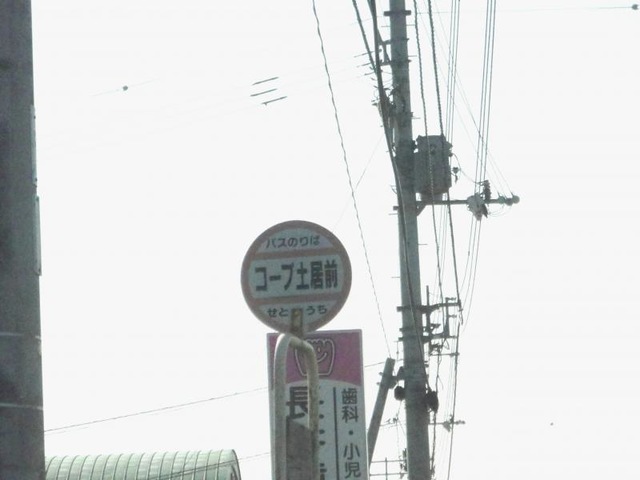 バスのりば
コープ土居前
せとうち
長
歯科・小児